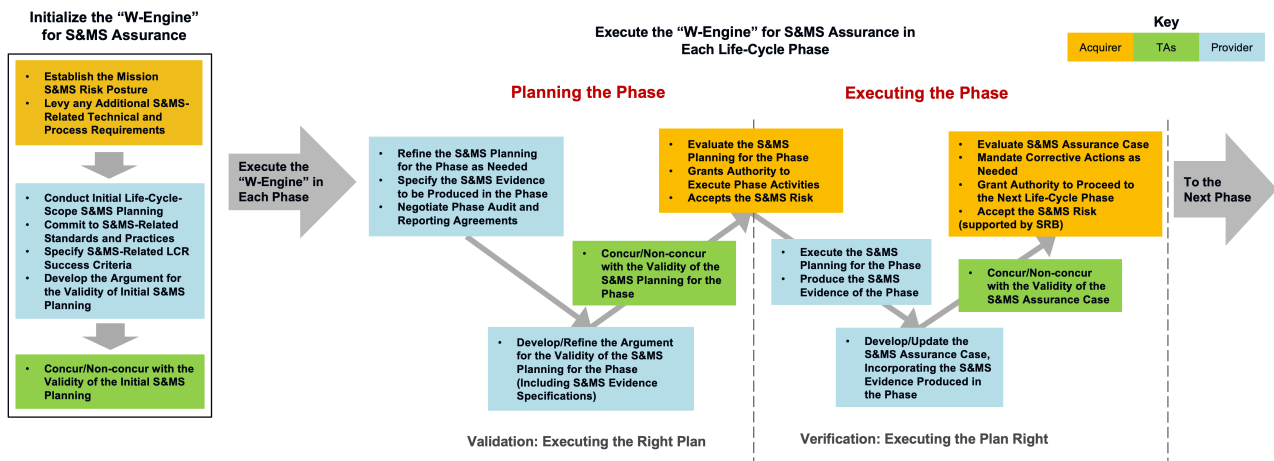 Initialize the “W-Engine”
for S&MS Assurance
• Establish the Mission
S&MS Risk Posture
• Levy any Additional S&MS-
Related Technical and
Process Requirements
• Conduct Initial Life-Cycle-
Scope S&MS Planning
• Commit to S&MS-Related
Standards and Practices
• Specify S&MS-Related LCR
Success Criteria
• Develop the Argument for
the Validity of Initial S&MS
Planning
• Concur/Non-concur with the
Validity of the Initial S&MS
Planning
Execute the
“W-Engine” in
Each Phase
Execute the “W-Engine” for S&MS Assurance in
Each Life-Cycle Phase
Key
Acquirer
TAs
Provider
Planning the Phase
Executing the Phase
• Refine the S&MS Planning
for the Phase as Needed
• Specify the S&MS Evidence
to be Produced in the Phase
• Negotiate Phase Audit and
Reporting Agreements
• Develop/Refine the Argument
for the Validity of the S&MS
Planning for the Phase
(Including S&MS Evidence
Specifications)
• Concur/Non-concur
with the Validity of the
S&MS Planning for the
Phase
• Evaluate the S&MS
Planning for the Phase
• Grants Authority to
Execute Phase Activities
• Accepts the S&MS Risk
• Execute the S&MS
Planning for the Phase
• Produce the S&MS
Evidence of the Phase
• Develop/Update the
S&MS Assurance Case,
Incorporating the S&MS
Evidence Produced in
the Phase
• Concur/Non-concur
with the Validity of the
S&MS Assurance Case
• Evaluate S&MS Assurance Case
• Mandate Corrective Actions as
Needed
• Grant Authority to Proceed to
the Next Life-Cycle Phase
• Accept the S&MS Risk
(supported by SRB)
To the
Next Phase
Validation: Executing the Right Plan
Verification: Executing the Plan Right